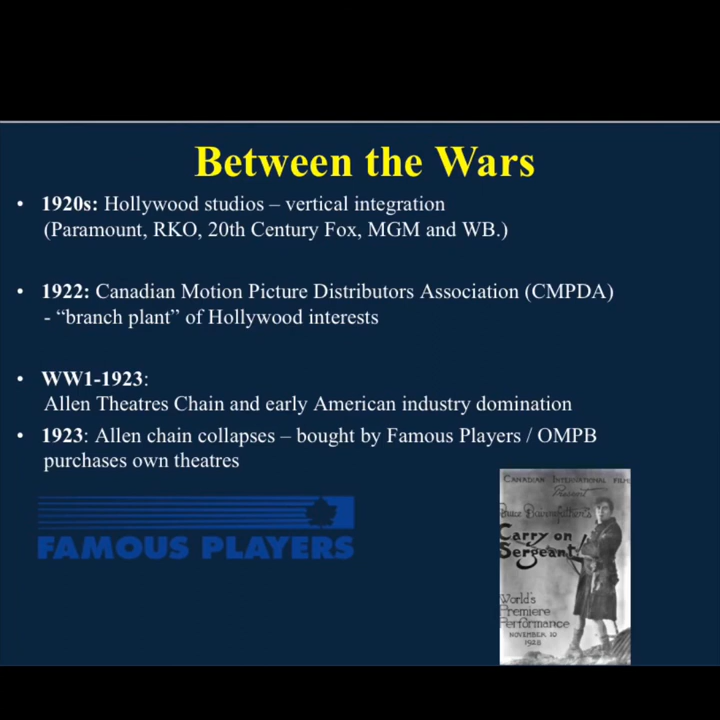 Between the Wars
• 1920s: Hollywood studios – vertical integration
(Paramount, RKO, 20th Century Fox, MGM and WB.)
• 1922: Canadian Motion Picture Distributors Association (CMPDA)
- “branch plant” of Hollywood interests
• WW1-1923:
Allen Theatres Chain and early American industry domination
• 1923: Allen chain collapses – bought by Famous Players / OMPB
purchases own theatres
FAMOUS PLAYERS
CANADIAN INTERNATIONAL FILM
Present
Bruce Bairnsfather's
Carry on
Sergeant
World's
Premiere
Performance
NOVEMBER 10
1928